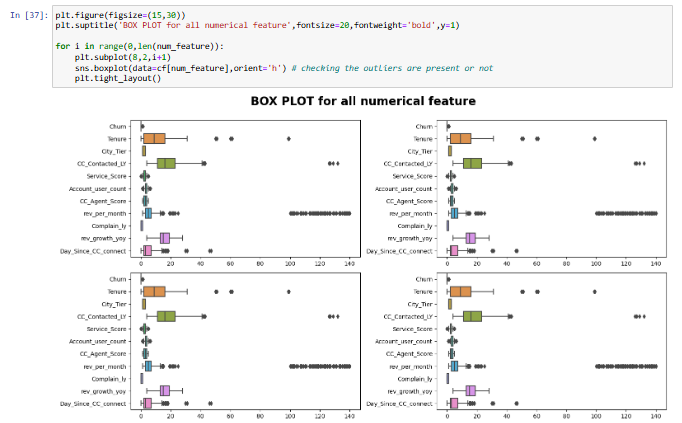 In [37]: plt.figure(figsize=(15,30))
plt.suptitle('BOX PLOT for all numerical feature',fontsize=20,fontweight='bold',y=1)
for i in range(0,len(num_feature)):
plt.subplot(8,2,i+1)
sns.boxplot(data=cf[num_feature],orient='h') # checking the outliers are present or not
plt.tight_layout()
BOX PLOT for all numerical feature
Churn
Tenure
City_Tier
CC_Contacted_LY
Service_Score
Account_user_count
CC_Agent_Score
rev_per_month
Complain_ly
rev_growth_yoy
Day_Since_CC_connect
0 20 40 60 80 100 120 140
Churn
Tenure
City_Tier
CC_Contacted_LY
Service_Score
Account_user_count
CC_Agent_Score
rev_per_month
Complain_ly
rev_growth_yoy
Day_Since_CC_connect
0 20 40 60 80 100 120 140
Churn
Tenure
City_Tier
CC_Contacted_LY
Service_Score
Account_user_count
CC_Agent_Score
rev_per_month
Complain_ly
rev_growth_yoy
Day_Since_CC_connect
0 20 40 60 80 100 120 140
Churn
Tenure
City_Tier
CC_Contacted_LY
Service_Score
Account_user_count
CC_Agent_Score
rev_per_month
Complain_ly
rev_growth_yoy
Day_Since_CC_connect
0 20 40 60 80 100 120 140